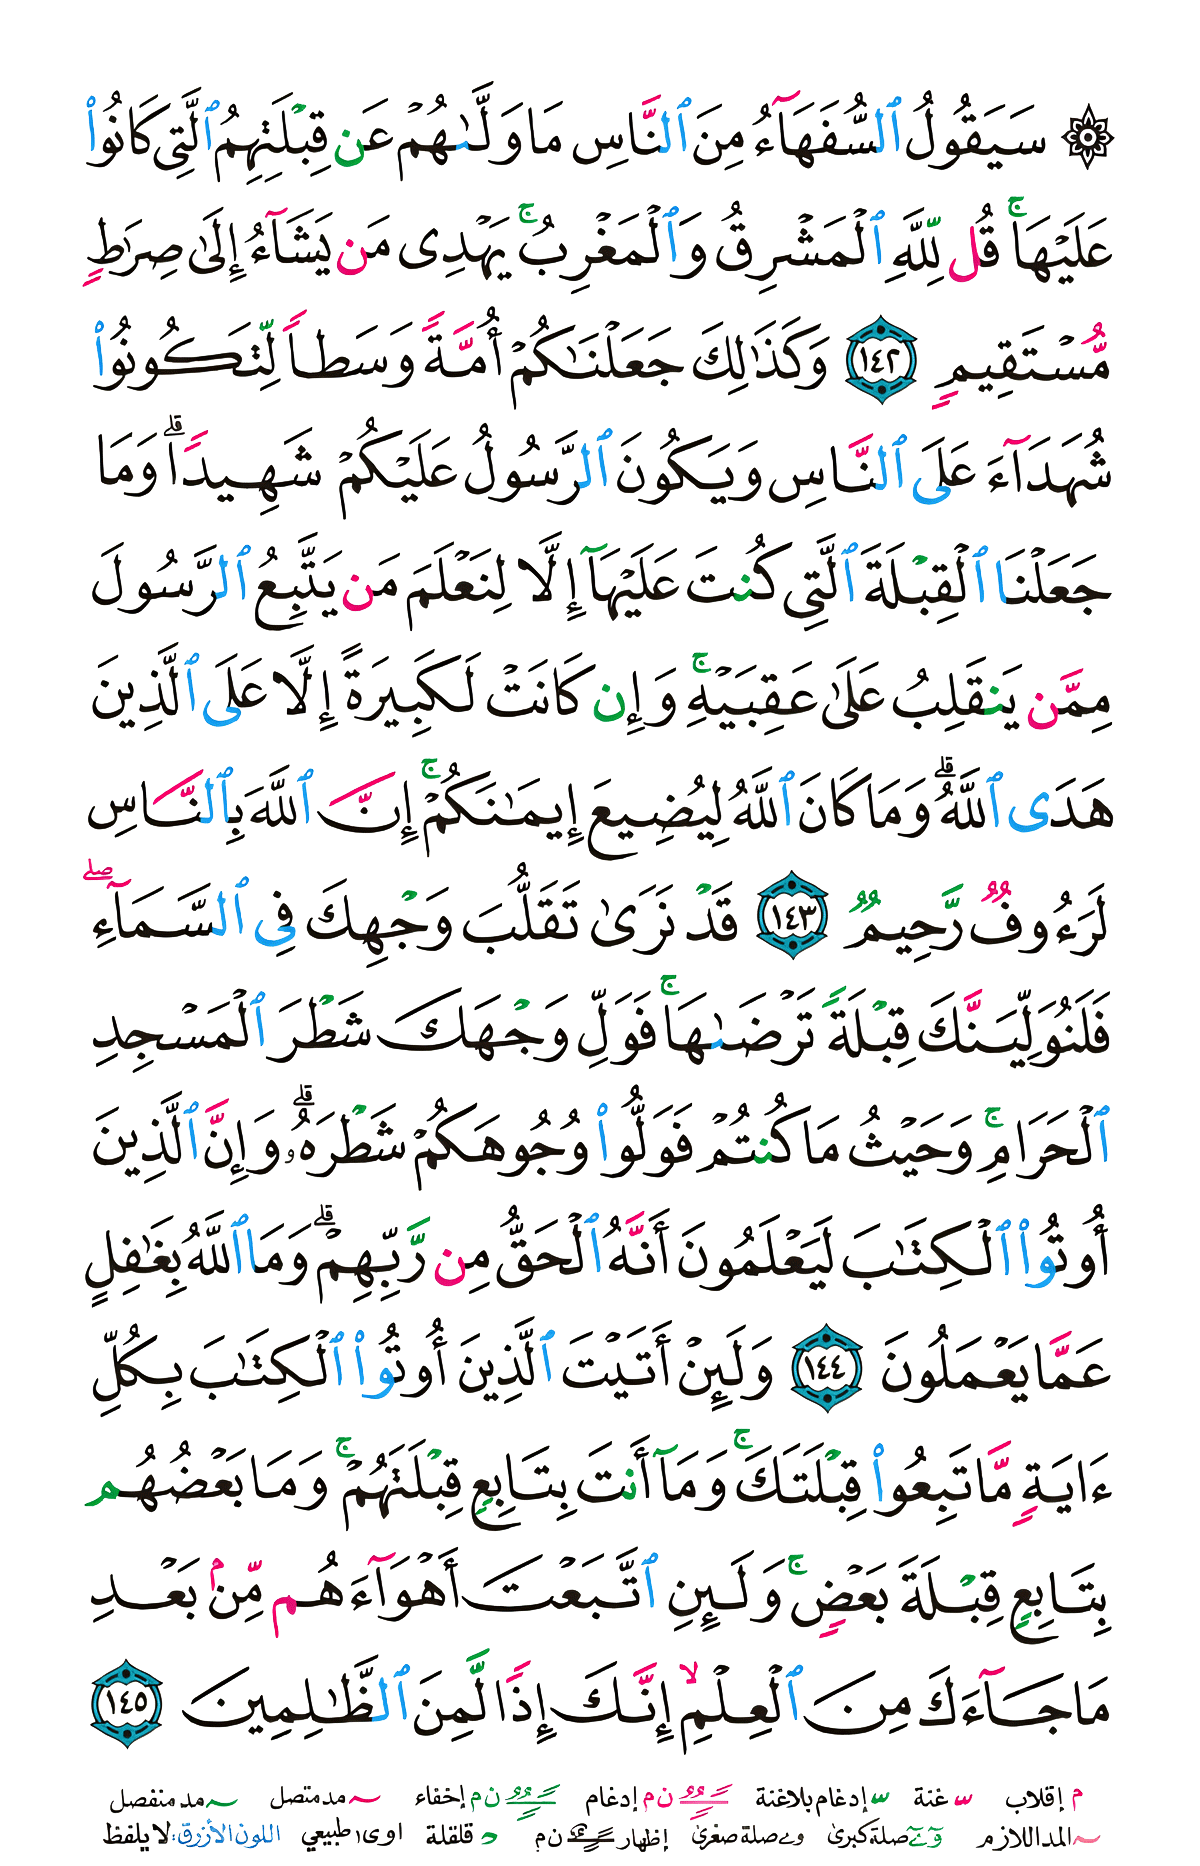 ۞ سَيَقُولُ ٱلسُّفَهَآءُ مِنَ ٱلنَّاسِ مَا وَلَّىٰهُمْ عَن قِبْلَتِهِمُ ٱلَّتِى كَانُوا۟
عَلَيْهَا ۚ قُل لِّلَّهِ ٱلْمَشْرِقُ وَٱلْمَغْرِبُ ۚ يَهْدِى مَن يَشَآءُ إِلَىٰ صِرَٰطٍ
مُّسْتَقِيمٍ ١٤٢ وَكَذَٰلِكَ جَعَلْنَـٰكُمْ أُمَّةً وَسَطًا لِّتَكُونُوا۟
شُهَدَآءَ عَلَى ٱلنَّاسِ وَيَكُونَ ٱلرَّسُولُ عَلَيْكُمْ شَهِيدًا ۗ وَمَا
جَعَلْنَا ٱلْقِبْلَةَ ٱلَّتِى كُنتَ عَلَيْهَآ إِلَّا لِنَعْلَمَ مَن يَتَّبِعُ ٱلرَّسُولَ
مِمَّن يَنقَلِبُ عَلَىٰ عَقِبَيْهِ ۚ وَإِن كَانَتْ لَكَبِيرَةً إِلَّا عَلَى ٱلَّذِينَ
هَدَى ٱللَّهُ ۗ وَمَا كَانَ ٱللَّهُ لِيُضِيعَ إِيمَـٰنَكُمْ ۚ إِنَّ ٱللَّهَ بِٱلنَّاسِ
لَرَءُوفٌ رَّحِيمٌ ١٤٣ قَدْ نَرَىٰ تَقَلُّبَ وَجْهِكَ فِى ٱلسَّمَآءِ ۖ
فَلَنُوَلِّيَنَّكَ قِبْلَةً تَرْضَىٰهَا ۚ فَوَلِّ وَجْهَكَ شَطْرَ ٱلْمَسْجِدِ
ٱلْحَرَامِ ۚ وَحَيْثُ مَا كُنتُمْ فَوَلُّوا۟ وُجُوهَكُمْ شَطْرَهُۥ ۗ وَإِنَّ ٱلَّذِينَ
أُوتُوا۟ ٱلْكِتَـٰبَ لَيَعْلَمُونَ أَنَّهُ ٱلْحَقُّ مِن رَّبِّهِمْ ۗ وَمَا ٱللَّهُ بِغَـٰفِلٍ
عَمَّا يَعْمَلُونَ ١٤٤ وَلَئِنْ أَتَيْتَ ٱلَّذِينَ أُوتُوا۟ ٱلْكِتَـٰبَ بِكُلِّ
ءَايَةٍ مَّا تَبِعُوا۟ قِبْلَتَكَ ۚ وَمَآ أَنتَ بِتَابِعٍ قِبْلَتَهُمْ ۚ وَمَا بَعْضُهُم
بِتَابِعٍ قِبْلَةَ بَعْضٍ ۚ وَلَئِنِ ٱتَّبَعْتَ أَهْوَآءَهُم مِّنۢ بَعْدِ
مَا جَآءَكَ مِنَ ٱلْعِلْمِ ۙ إِنَّكَ إِذًا لَّمِنَ ٱلظَّـٰلِمِينَ ١٤٥
م إقلاب غنة إدغام بلاغنة ن م إدغام ن م إخفاء مد متصل مد منفصل
المد اللازم صلة كبرى و ے صلة صغرى إظهار ن م قلقلة اوى طبيعي اللون الأزرق: لا يلفظ